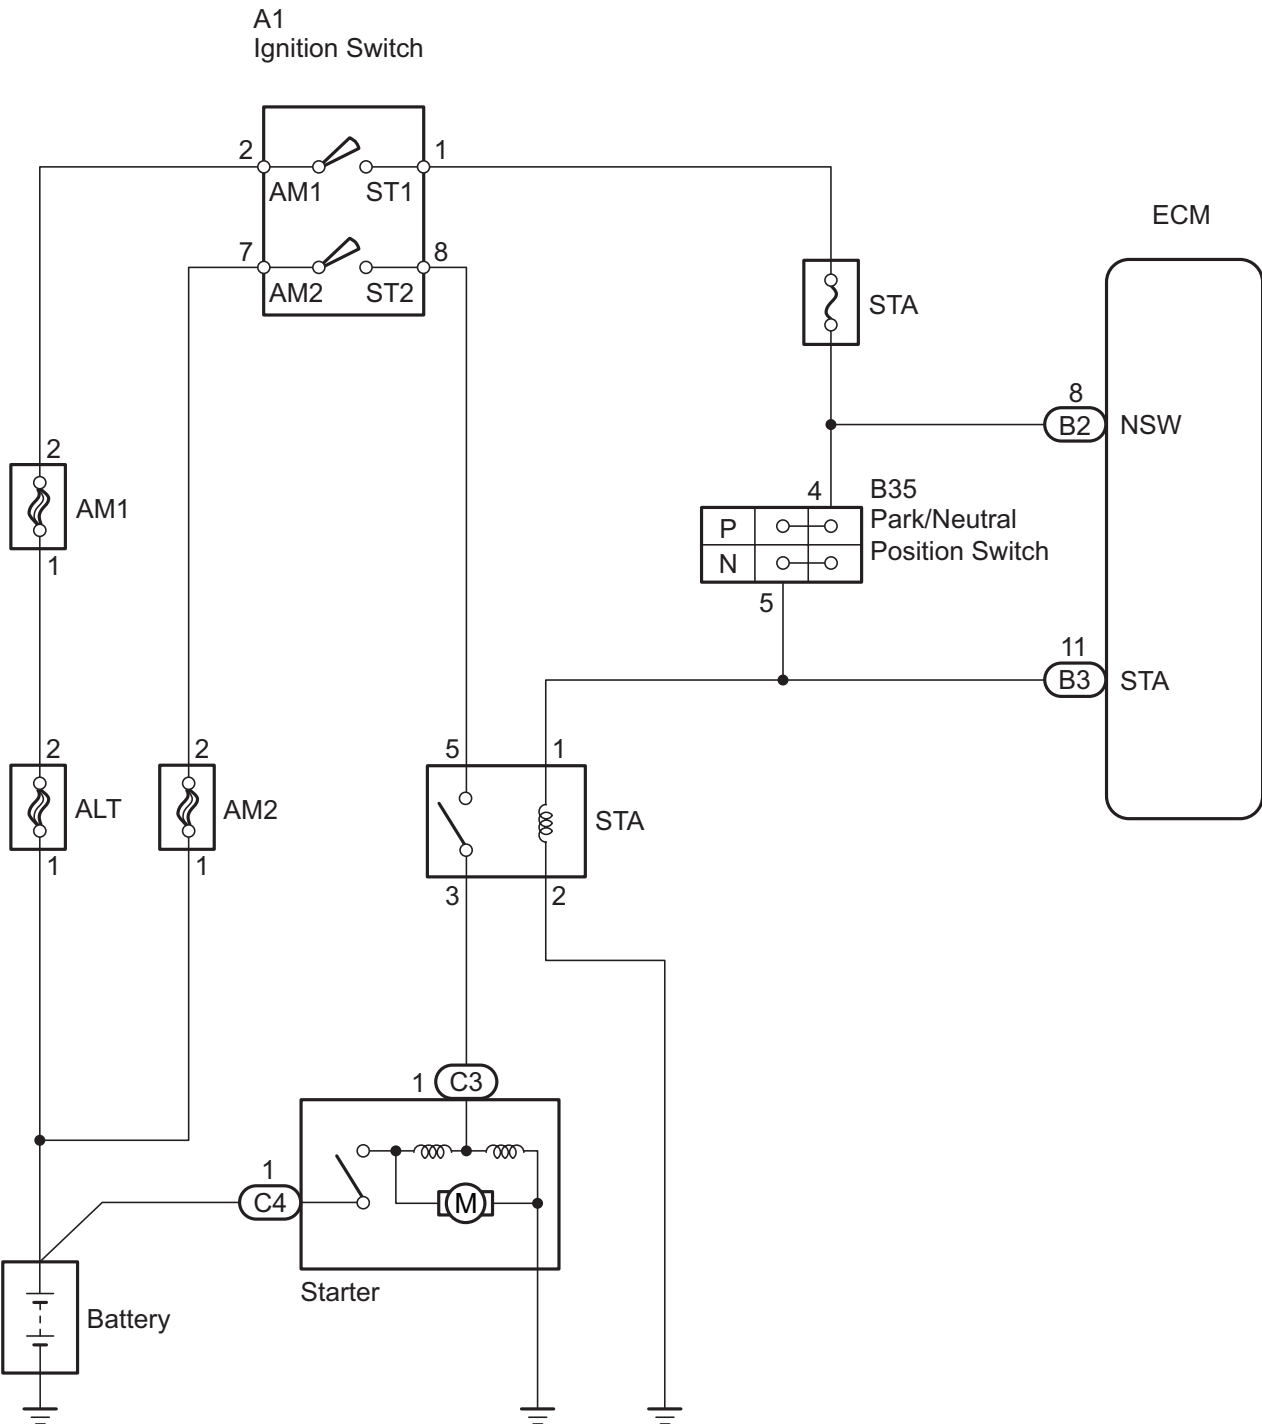 A1
Ignition Switch
2
1
AM1
ST1
7
8
AM2
ST2
ECM
STA
8
B2
NSW
2
AM1
1
4
B35
Park/Neutral
Position Switch
P
N
5
11
B3
STA
2
ALT
1
2
AM2
1
5
1
STA
3
2
1
C3
1
C4
M
Starter
Battery